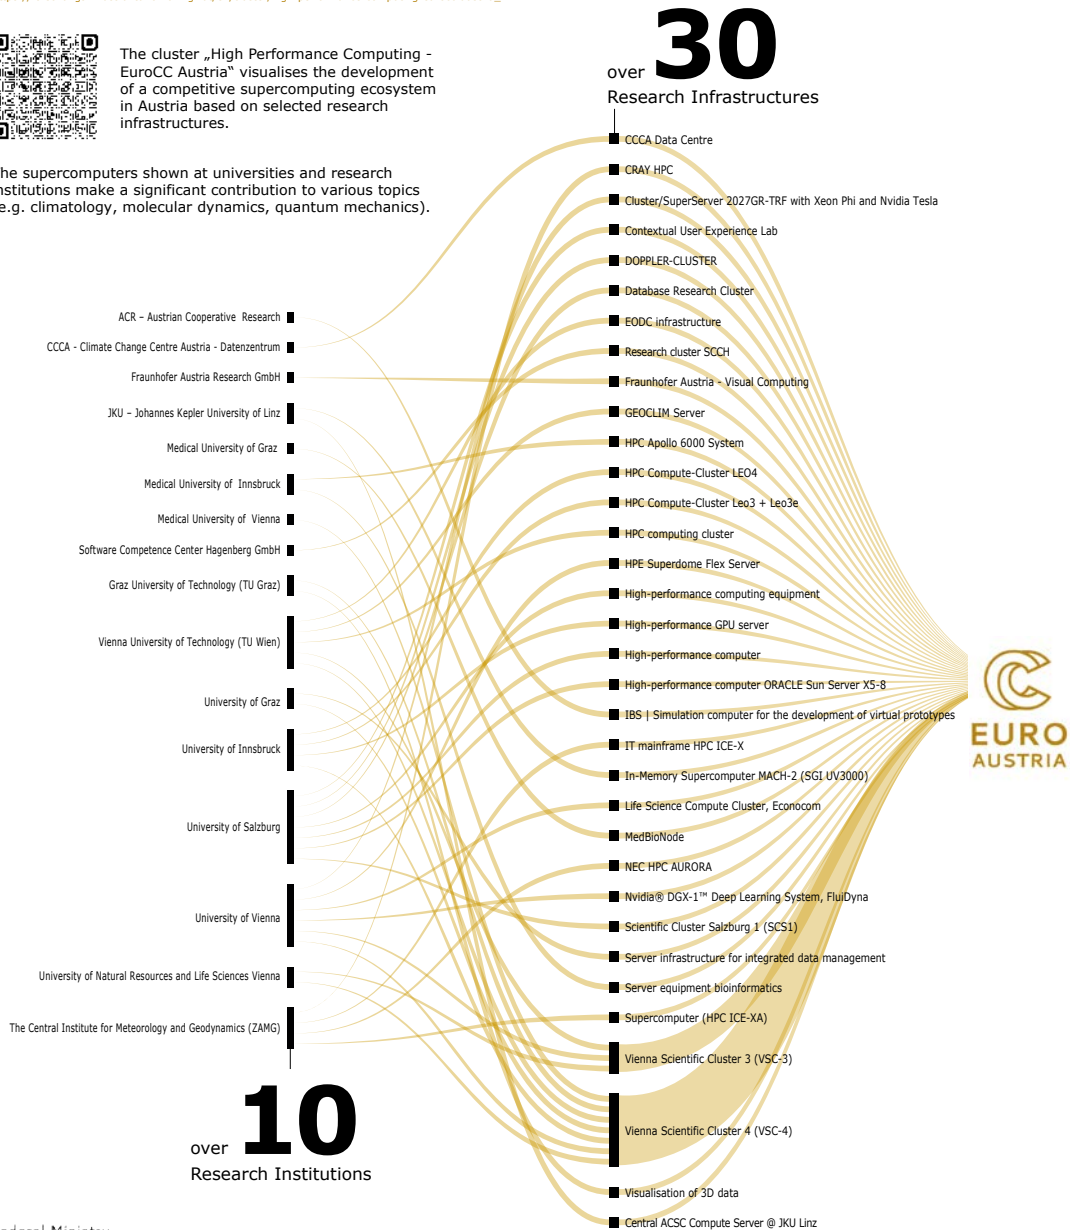 The cluster „High Performance Computing -
EuroCC Austria“ visualises the development
of a competitive supercomputing ecosystem
in Austria based on selected research
infrastructures.
he supercomputers shown at universities and research
nstitutions make a significant contribution to various topics
e.g. climatology, molecular dynamics, quantum mechanics).
over 30
Research Infrastructures
ACR – Austrian Cooperative Research
CCCA - Climate Change Centre Austria - Datenzentrum
Fraunhofer Austria Research GmbH
JKU – Johannes Kepler University of Linz
Medical University of Graz
Medical University of Innsbruck
Medical University of Vienna
Software Competence Center Hagenberg GmbH
Graz University of Technology (TU Graz)
Vienna University of Technology (TU Wien)
University of Graz
University of Innsbruck
University of Salzburg
University of Vienna
University of Natural Resources and Life Sciences Vienna
The Central Institute for Meteorology and Geodynamics (ZAMG)
over 10
Research Institutions
CCCA Data Centre
CRAY HPC
Cluster/SuperServer 2027GR-TRF with Xeon Phi and Nvidia Tesla
Contextual User Experience Lab
DOPPLER-CLUSTER
Database Research Cluster
EODC infrastructure
Research cluster SCCH
Fraunhofer Austria - Visual Computing
GEOCLIM Server
HPC Apollo 6000 System
HPC Compute-Cluster LEO4
HPC Compute-Cluster Leo3 + Leo3e
HPC computing cluster
HPE Superdome Flex Server
High-performance computing equipment
High-performance GPU server
High-performance computer
High-performance computer ORACLE Sun Server X5-8
IBS | Simulation computer for the development of virtual prototypes
IT mainframe HPC ICE-X
In-Memory Supercomputer MACH-2 (SGI UV3000)
Life Science Compute Cluster, Econocom
MedBioNode
NEC HPC AURORA
Nvidia® DGX-1™ Deep Learning System, FluiDyna
Scientific Cluster Salzburg 1 (SCS1)
Server infrastructure for integrated data management
Server equipment bioinformatics
Supercomputer (HPC ICE-XA)
Vienna Scientific Cluster 3 (VSC-3)
Vienna Scientific Cluster 4 (VSC-4)
Visualisation of 3D data
Central ACSC Compute Server @ JKU Linz
EURO
AUSTRIA